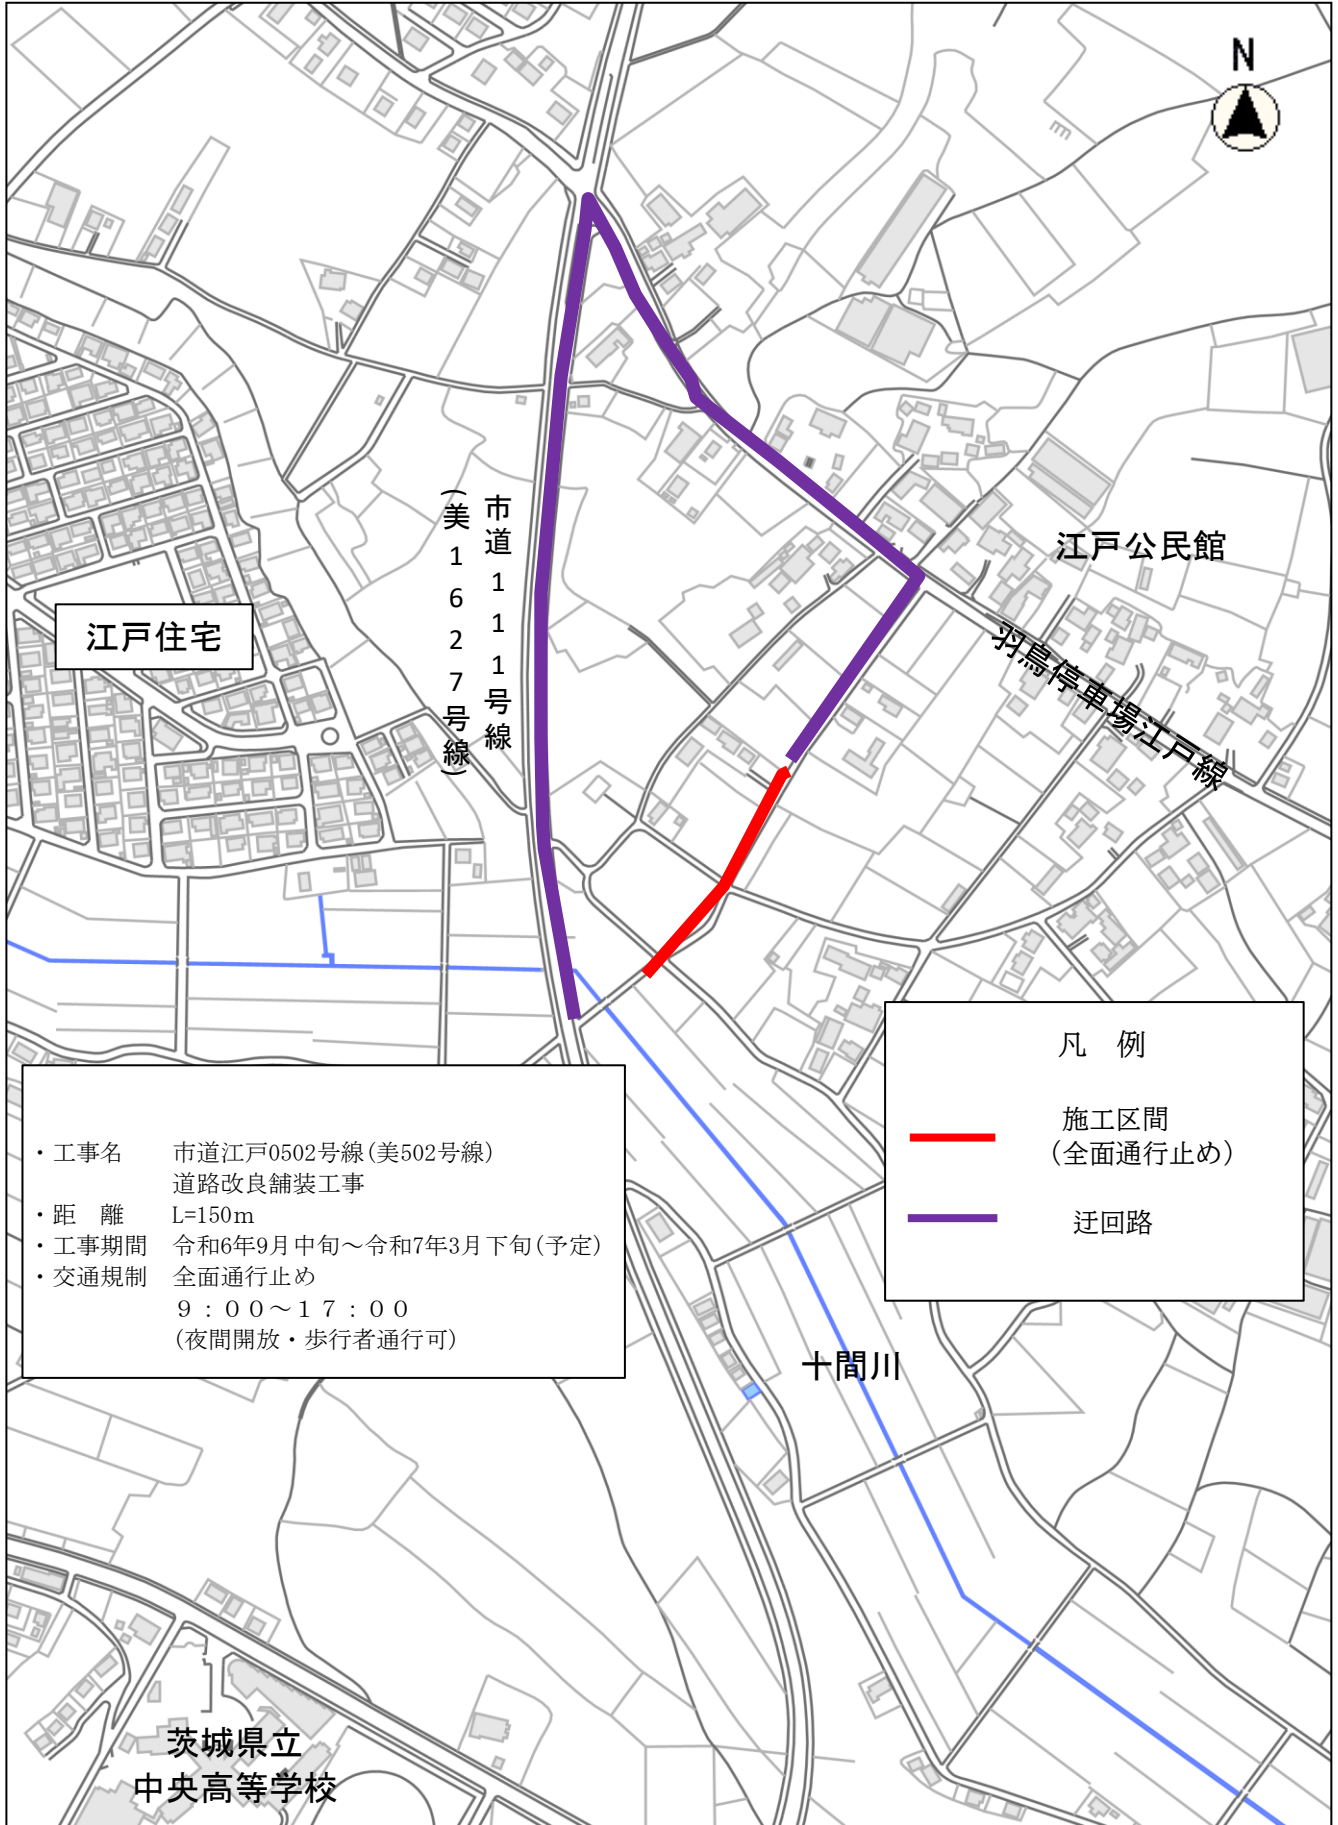 N
市道111号線
(美1627号線)
江戸公民館
江戸住宅
羽鳥停車場江戸線
凡　例
施工区間
(全面通行止め)
迂回路
・工事名　市道江戸0502号線(美502号線)
道路改良舗装工事
・距　離　L=150m
・工事期間　令和6年9月中旬～令和7年3月下旬(予定)
・交通規制　全面通行止め
９：００～１７：００
(夜間開放・歩行者通行可)
十間川
茨城県立
中央高等学校